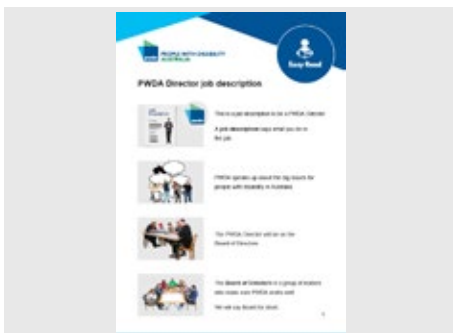 PEOPLE WITH DISABILITY
AUSTRALIA
Easy Read
PWDA Director job description
This is a job description to be a PWDA Director
A job description says what you do in
the job.
PWDA speaks up about the big issues for
people with disability in Australia
The PWDA Director will be on the
Board of Directors
The Board of Directors is a group of leaders
who make sure PWDA works well
We will say Board for short.